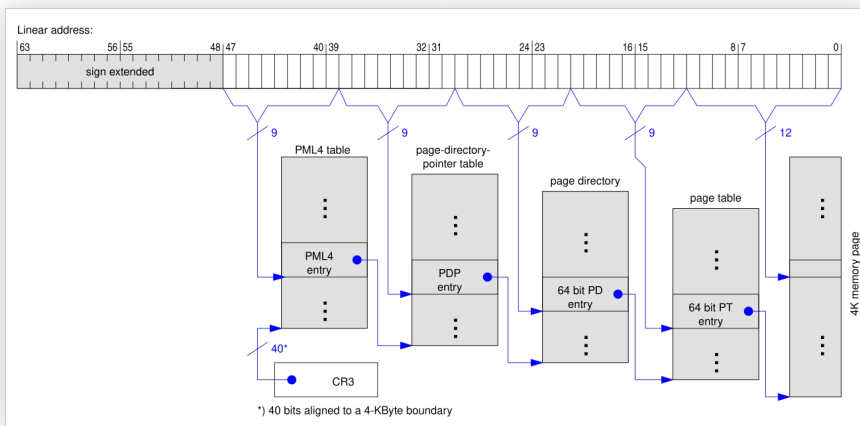 Linear address:
63 56 55 48 47 40 39 32 31 24 23 16 15 8 7 0
sign extended
9 9 9 9 12
PML4 table
page-directory-
pointer table
page directory
page table
PML4
entry
PDP
entry
64 bit PD
entry
64 bit PT
entry
4K memory page
40*
CR3
*) 40 bits aligned to a 4-KByte boundary